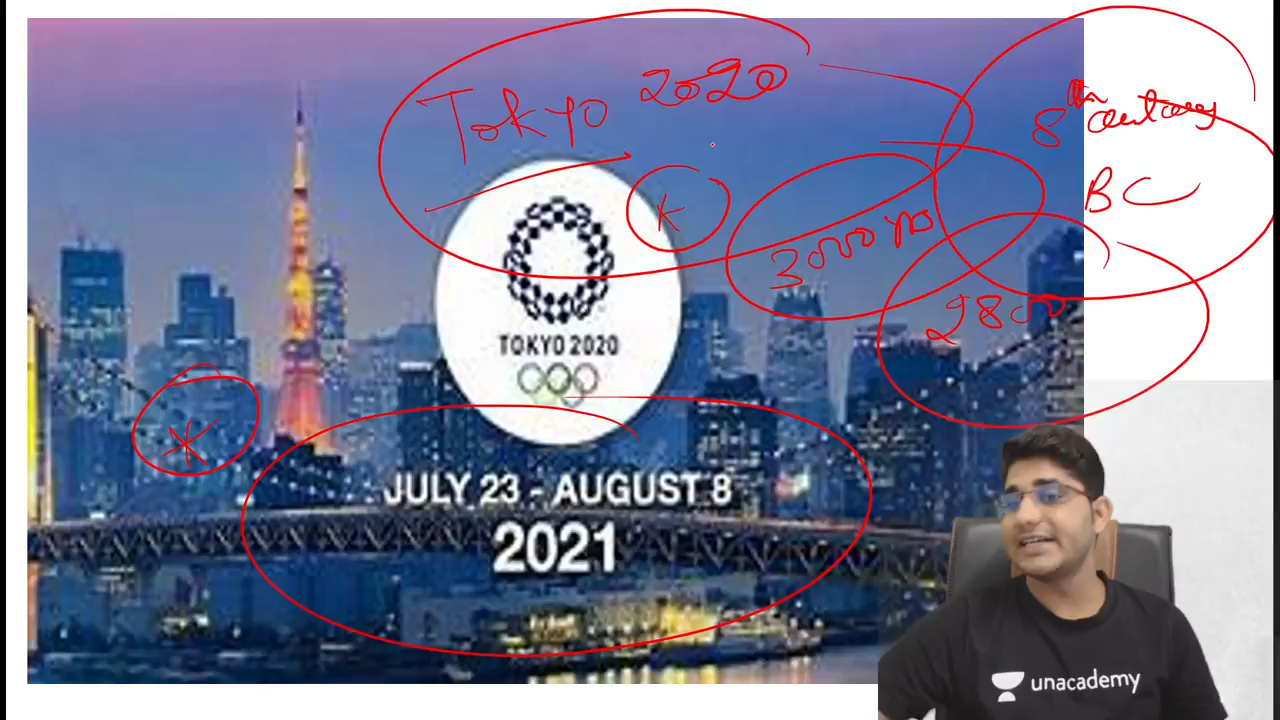 Tokyo 2020
8th century
BC
K
3000 yrs
2800
TOKYO 2020
K
JULY 23 - AUGUST 8
2021
unacademy